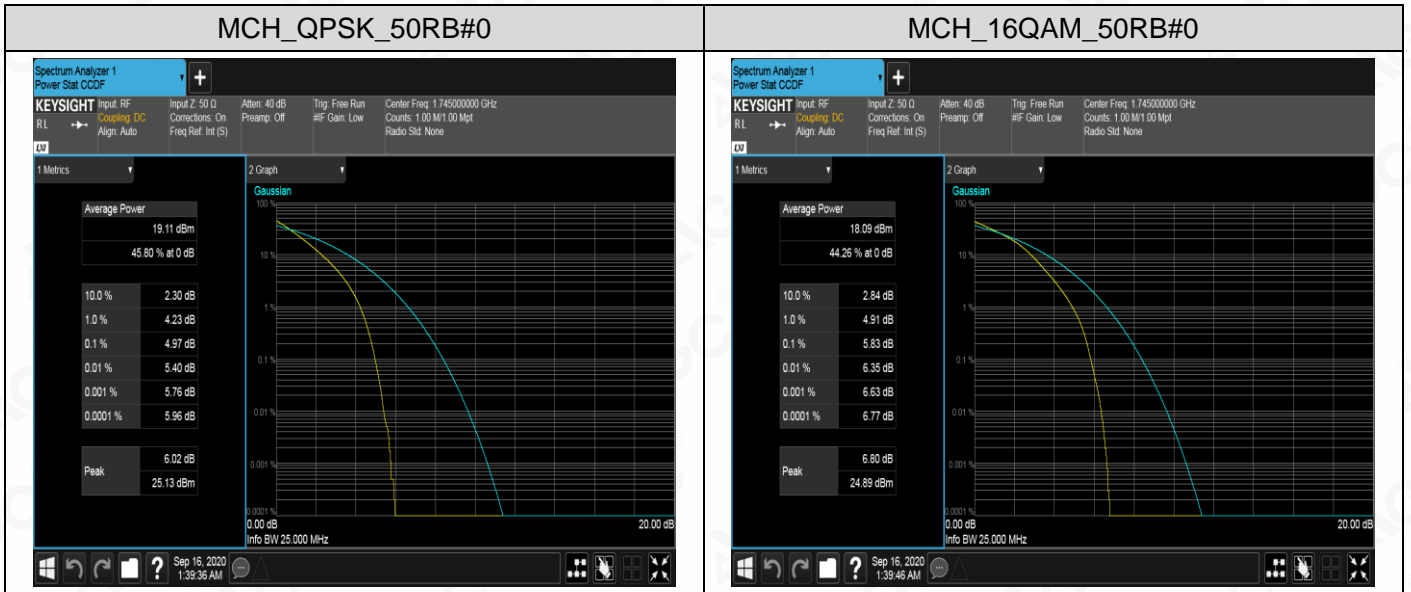 MCH_QPSK_50RB#0
Spectrum Analyzer 1
Power Stat CCDF
+
KEYSIGHT Input: RF Input Z: 50 Ω Atten: 40 dB Trig: Free Run Center Freq: 1.745000000 GHz
RL Coupling: DC Corrections: On Preamp: Off #IF Gain: Low Counts: 1.00 M/1.00 Mpt
Align: Auto Freq Ref: Int (S) Radio Std: None
LXI
1 Metrics 2 Graph
Gaussian
Average Power
19.11 dBm
45.80 % at 0 dB
10.0 % 2.30 dB
1.0 % 4.23 dB
0.1 % 4.97 dB
0.01 % 5.40 dB
0.001 % 5.76 dB
0.0001 % 5.96 dB
Peak 6.02 dB
25.13 dBm
100 %
10 %
1 %
0.1 %
0.01 %
0.001 %
0.0001 %
0.00 dB 20.00 dB
Info BW 25.000 MHz
? Sep 16, 2020
1:39:36 AM
MCH_16QAM_50RB#0
Spectrum Analyzer 1
Power Stat CCDF
+
KEYSIGHT Input: RF Input Z: 50 Ω Atten: 40 dB Trig: Free Run Center Freq: 1.745000000 GHz
RL Coupling: DC Corrections: On Preamp: Off #IF Gain: Low Counts: 1.00 M/1.00 Mpt
Align: Auto Freq Ref: Int (S) Radio Std: None
LXI
1 Metrics 2 Graph
Gaussian
Average Power
18.09 dBm
44.26 % at 0 dB
10.0 % 2.84 dB
1.0 % 4.91 dB
0.1 % 5.83 dB
0.01 % 6.35 dB
0.001 % 6.63 dB
0.0001 % 6.77 dB
Peak 6.80 dB
24.89 dBm
100 %
10 %
1 %
0.1 %
0.01 %
0.001 %
0.0001 %
0.00 dB 20.00 dB
Info BW 25.000 MHz
? Sep 16, 2020
1:39:46 AM